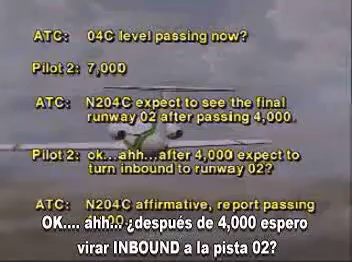 ATC: 04C level passing now?
Pilot 2: 7,000
ATC: N204C expect to see the final
runway 02 after passing 4,000.
Pilot 2: ok...ahh...after 4,000 expect to
turn inbound to runway 02?
ATC: N204C affirmative, report passing
OK.... ahh... ¿después de 4,000 espero
virar INBOUND a la pista 02?